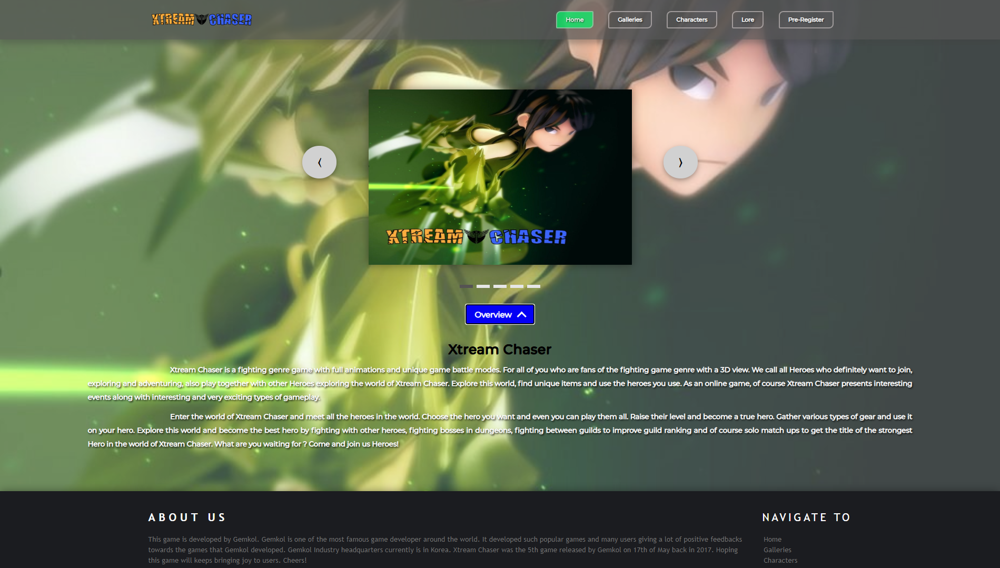 XTREAM CHASER
Home
Galleries
Characters
Lore
Pre-Register
XTREAM CHASER
Overview
Xtream Chaser
Xtream Chaser is a fighting genre game with full animations and unique game battle modes. For all of you who are fans of the fighting game genre with a 3D view. We call all Heroes who definitely want to join,
exploring and adventuring, also play together with other Heroes exploring the world of Xtream Chaser. Explore this world, find unique items and use the heroes you use. As an online game, of course Xtream Chaser presents interesting
events along with interesting and very exciting types of gameplay.
Enter the world of Xtream Chaser and meet all the heroes in the world. Choose the hero you want and even you can play them all. Raise their level and become a true hero. Gather various types of gear and use it
on your hero. Explore this world and become the best hero by fighting with other heroes, fighting bosses in dungeons, fighting between guilds to improve guild ranking and of course solo match ups to get the title of the strongest
Hero in the world of Xtream Chaser. What are you waiting for ? Come and join us Heroes!
ABOUT US
This game is developed by Gemkol. Gemkol is one of the most famous game developer around the world. It developed such popular games and many users giving a lot of positive feedbacks
towards the games that Gemkol developed. Gemkol Industry headquarters currently is in Korea. Xtream Chaser was the 5th game released by Gemkol on 17th of May back in 2017. Hoping
this game will keeps bringing joy to users. Cheers!
NAVIGATE TO
Home
Galleries
Characters